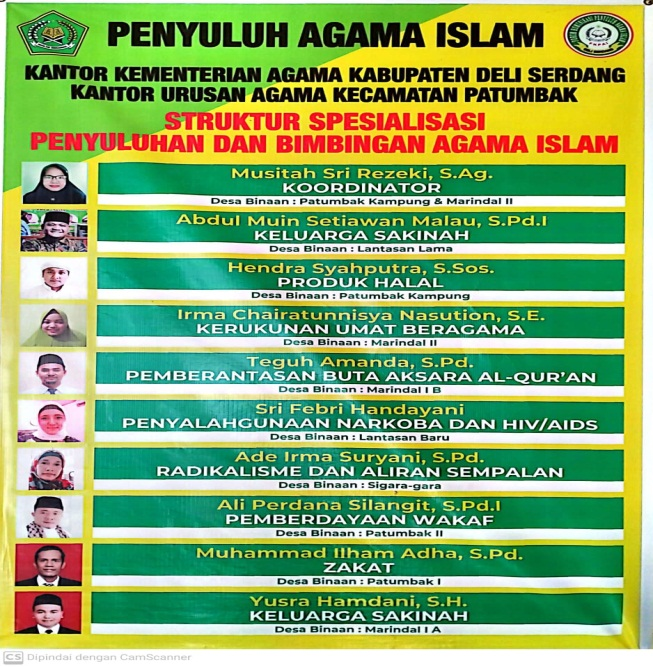 PENYULUH AGAMA ISLAM
KANTOR KEMENTERIAN AGAMA KABUPATEN DELI SERDANG
KANTOR URUSAN AGAMA KECAMATAN PATUMBAK
STRUKTUR SPESIALISASI
PENYULUHAN DAN BIMBINGAN AGAMA ISLAM
Musitah Sri Rezeki, S.Ag.
KOORDINATOR
Desa Binaan : Patumbak Kampung & Marindal II
Abdul Muin Setiawan Malau, S.Pd.I
KELUARGA SAKINAH
Desa Binaan : Lantasan Lama
Hendra Syahputra, S.Sos.
PRODUK HALAL
Desa Binaan : Patumbak Kampung
Irma Chairatunnisya Nasution, S.E.
KERUKUNAN UMAT BERAGAMA
Desa Binaan : Marindal II
Teguh Amanda, S.Pd.
PEMBERANTASAN BUTA AKSARA AL-QUR'AN
Desa Binaan : Marindal I B
Sri Febri Handayani
PENYALAHGUNAAN NARKOBA DAN HIV/AIDS
Desa Binaan : Lantasan Baru
Ade Irma Suryani, S.Pd.
RADIKALISME DAN ALIRAN SEMPALAN
Desa Binaan : Sigara-gara
Ali Perdana Silangit, S.Pd.I
PEMBERDAYAAN WAKAF
Desa Binaan : Patumbak II
Muhammad Ilham Adha, S.Pd.
ZAKAT
Desa Binaan : Patumbak I
Yusra Hamdani, S.H.
KELUARGA SAKINAH
Desa Binaan : Marindal I A
CS Dipindai dengan CamScanner